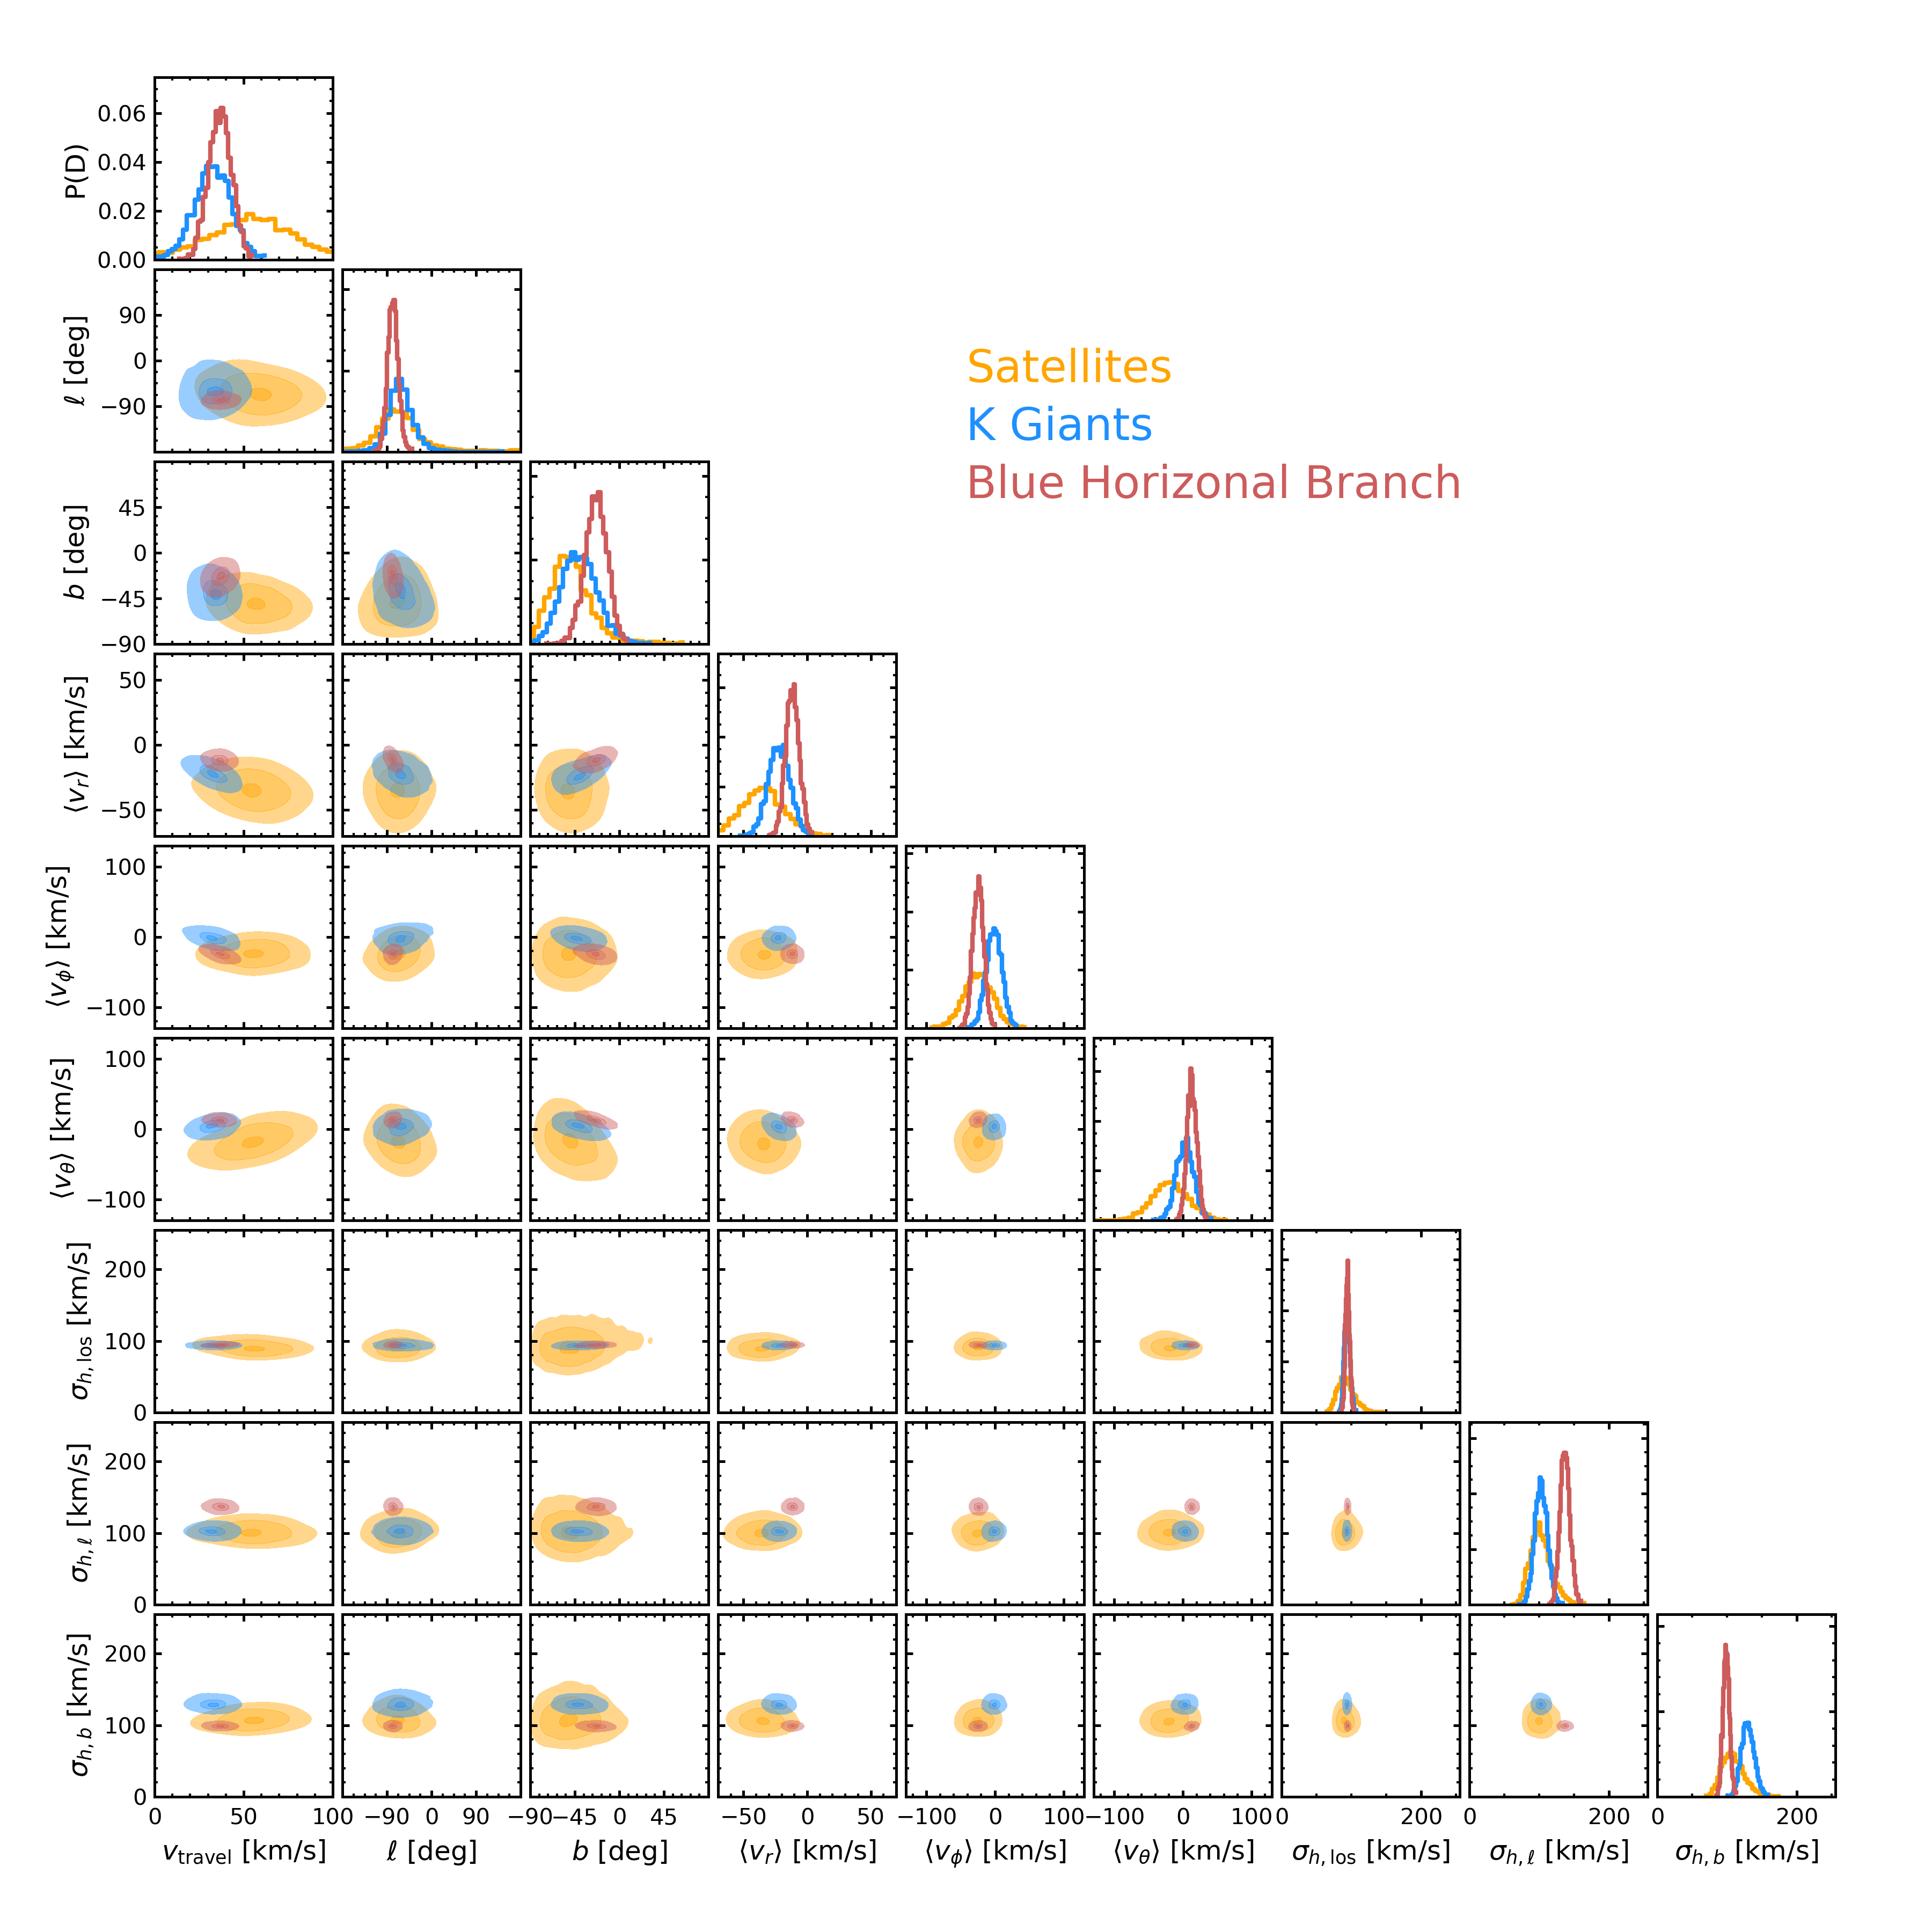 0.06
0.04
0.02
0.00
P(D)
90
0
−90
ℓ [deg]
Satellites
K Giants
Blue Horizonal Branch
45
0
−45
−90
b [deg]
50
0
−50
⟨v_r⟩ [km/s]
100
0
−100
⟨v_ϕ⟩ [km/s]
100
0
−100
⟨v_θ⟩ [km/s]
200
100
0
σ_h,los [km/s]
200
100
0
σ_h,ℓ [km/s]
200
100
0
σ_h,b [km/s]
0 50 100 −90 0 90 −90 −45 0 45 −50 0 50 −100 0 100 −100 0 100 0 200 0 200 0 200
v_travel [km/s] ℓ [deg] b [deg] ⟨v_r⟩ [km/s] ⟨v_ϕ⟩ [km/s] ⟨v_θ⟩ [km/s] σ_h,los [km/s] σ_h,ℓ [km/s] σ_h,b [km/s]